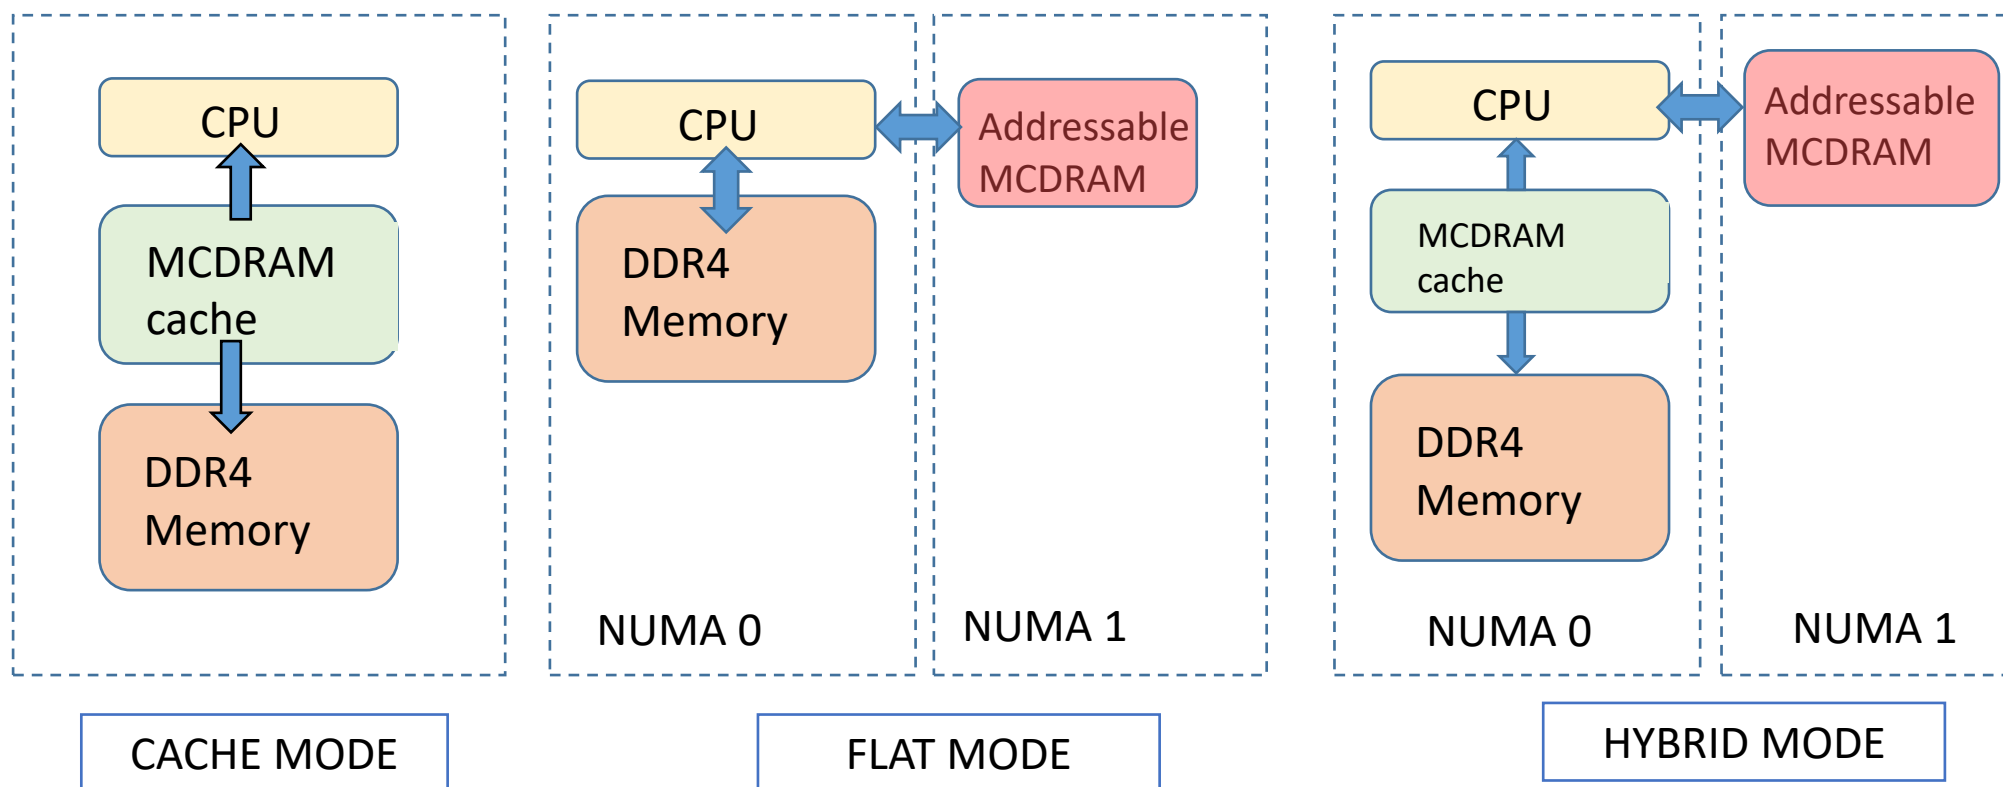 CPU
MCDRAM
cache
DDR4
Memory
CACHE MODE
CPU
DDR4
Memory
NUMA 0
Addressable
MCDRAM
NUMA 1
FLAT MODE
CPU
MCDRAM
cache
DDR4
Memory
NUMA 0
Addressable
MCDRAM
NUMA 1
HYBRID MODE